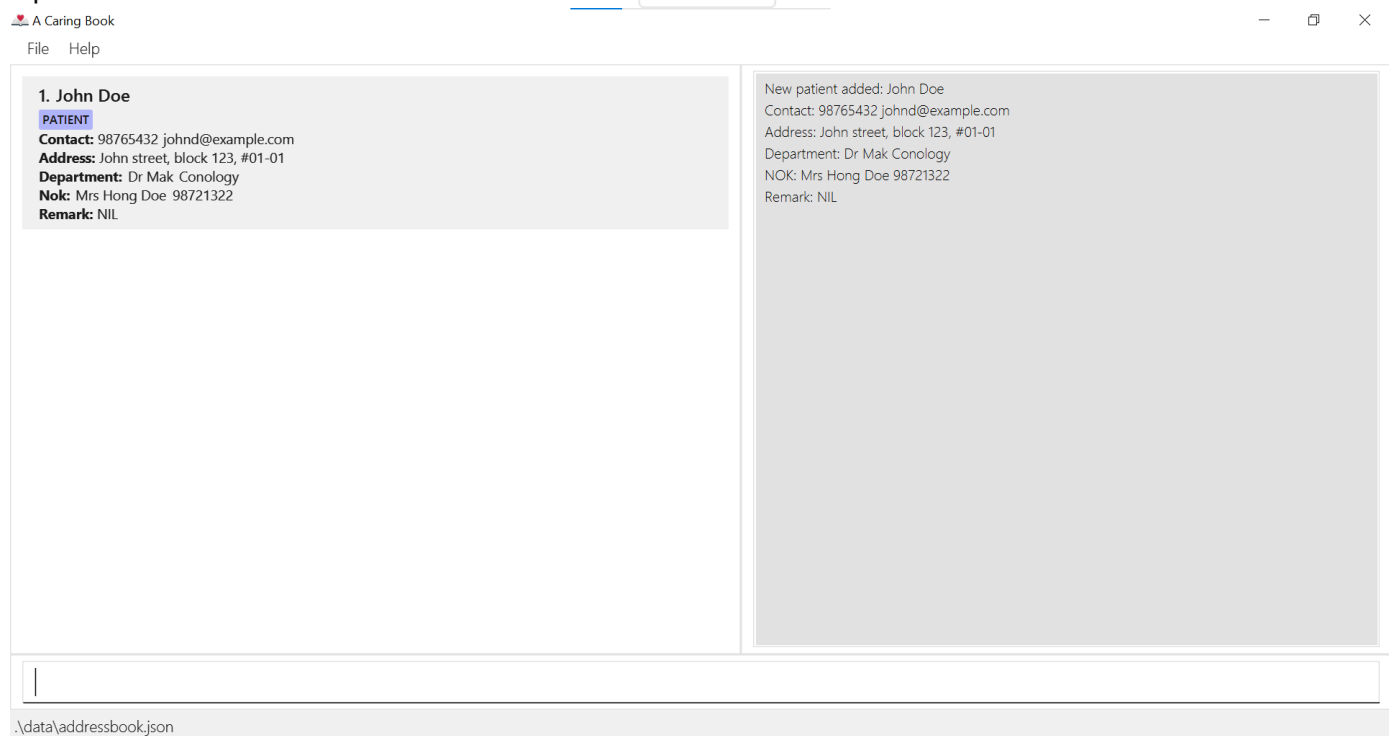 A Caring Book
File Help
1. John Doe
PATIENT
Contact: 98765432 johnd@example.com
Address: John street, block 123, #01-01
Department: Dr Mak Conology
Nok: Mrs Hong Doe 98721322
Remark: NIL
New patient added: John Doe
Contact: 98765432 johnd@example.com
Address: John street, block 123, #01-01
Department: Dr Mak Conology
NOK: Mrs Hong Doe 98721322
Remark: NIL
.\data\addressbook.json